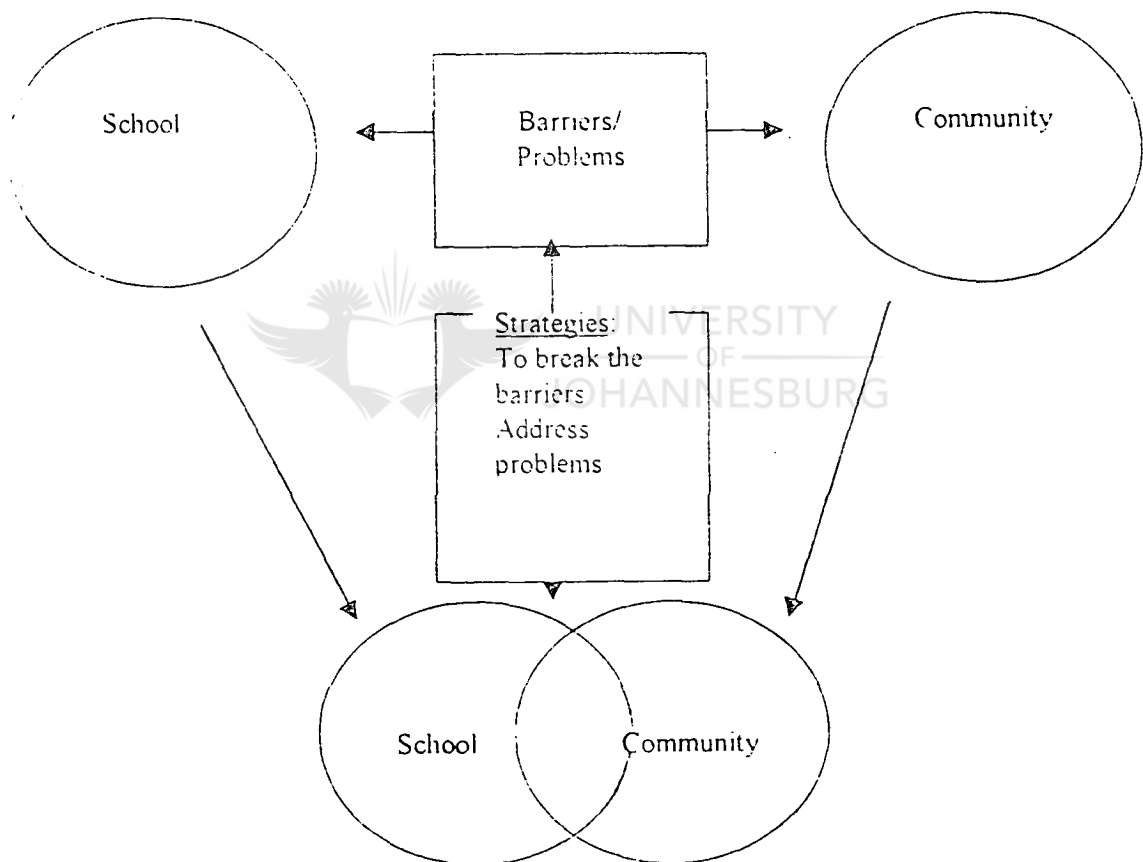 School
Barriers/
Problems
Community
Strategies:
To break the
barriers
Address
problems
UNIVERSITY
OF
JOHANNESBURG
School
Community